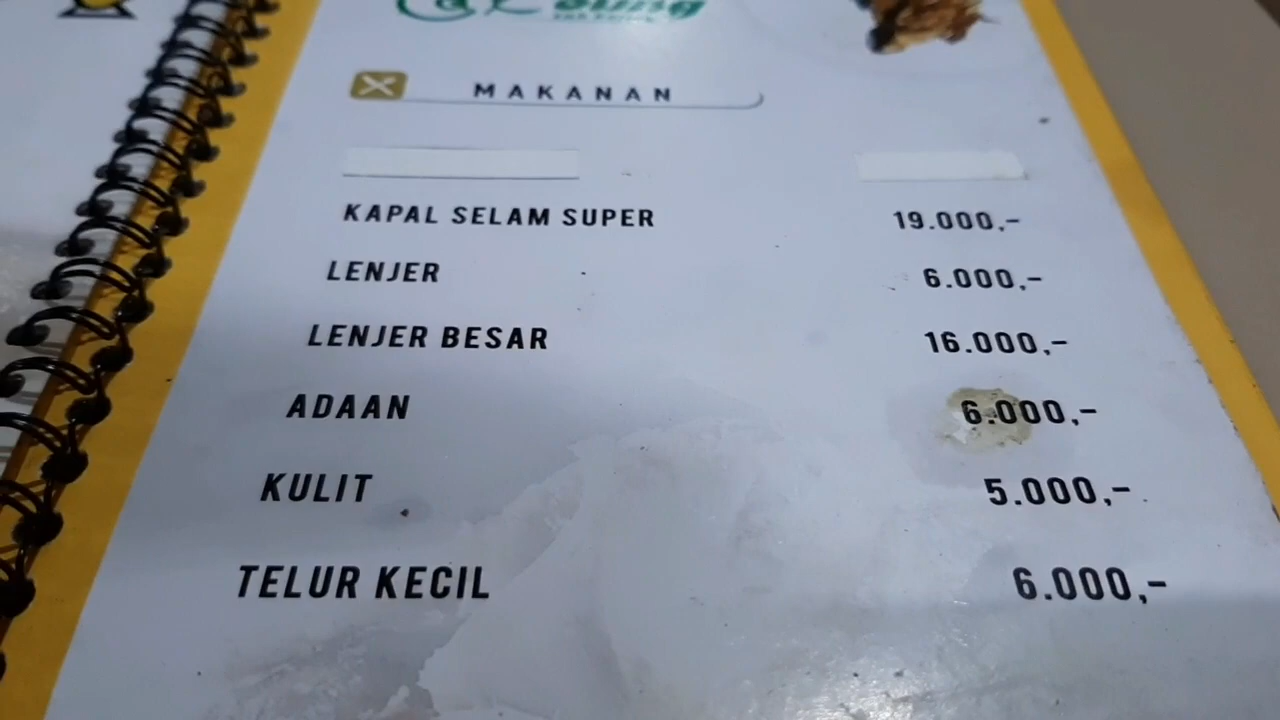 MAKANAN
KAPAL SELAM SUPER 19.000,-
LENJER 6.000,-
LENJER BESAR 16.000,-
ADAAN 6.000,-
KULIT 5.000,-
TELUR KECIL 6.000,-